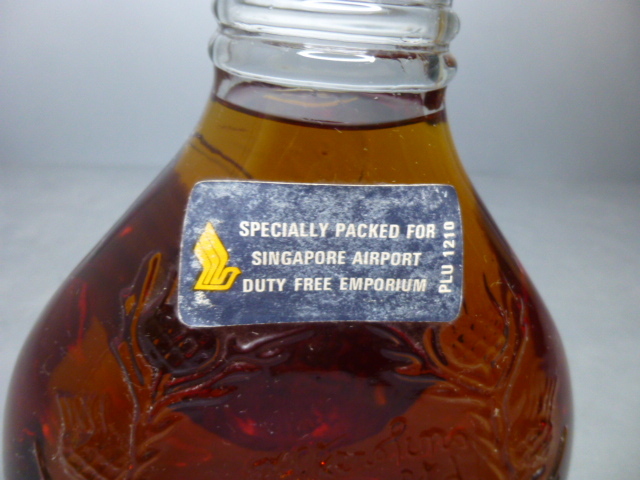 SPECIALLY PACKED FOR
SINGAPORE AIRPORT
DUTY FREE EMPORIUM
PLU 1210